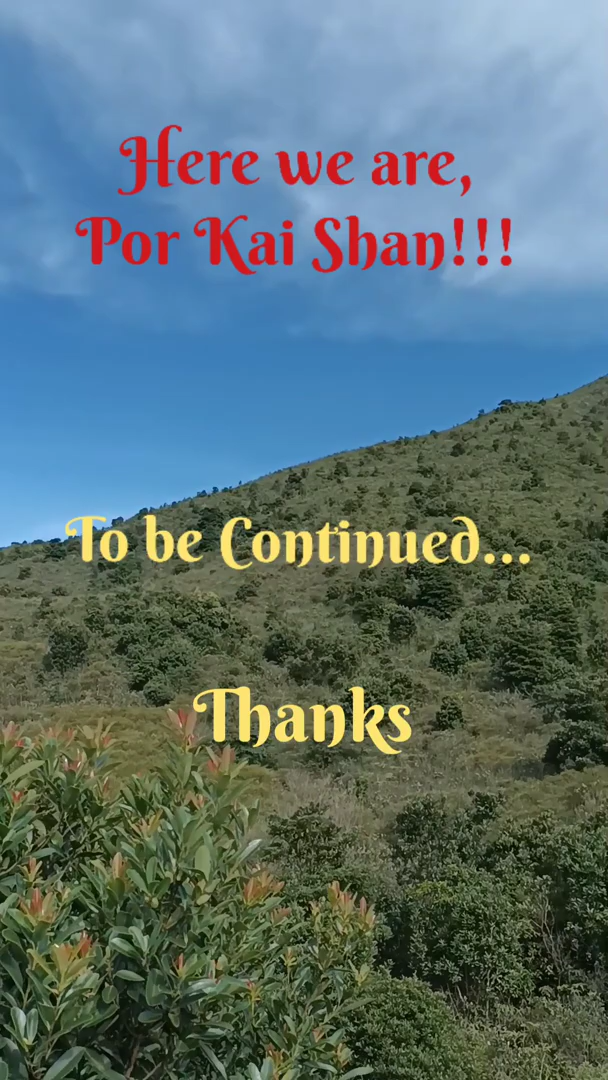 Here we are,
Por Kai Shan!!!
To be Continued...
Thanks